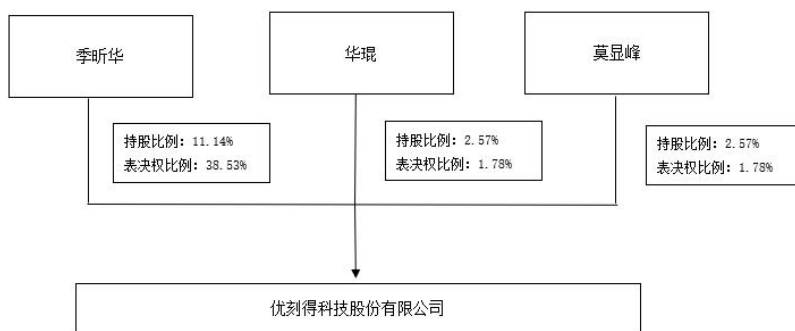 季昕华
华琨
莫显峰
持股比例：11.14%
表决权比例：38.53%
持股比例：2.57%
表决权比例：1.78%
持股比例：2.57%
表决权比例：1.78%
优刻得科技股份有限公司